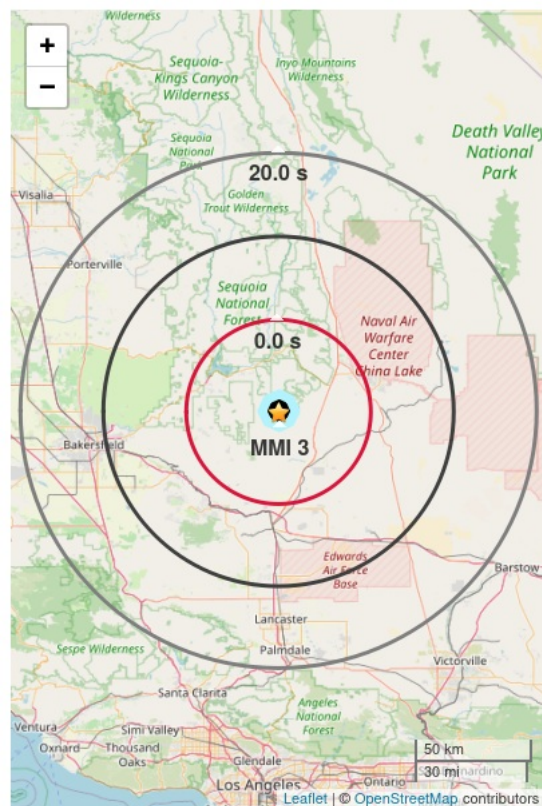 Wilderness
+
−
Sequoia-
Kings Canyon
Wilderness
Inyo Mountains
Wilderness
Death Valley
National
Park
Sequoia
National
Park
20.0 s
Visalia
Golden
Trout Wilderness
Porterville
Sequoia
National
Forest
Naval Air
Warfare
Center
China Lake
0.0 s
MMI 3
Bakersfield
Edwards
Air Force
Base
Barstow
Lancaster
Palmdale
Sespe Wilderness
Victorville
Santa Clarita
Angeles
National
Forest
Ventura
Simi Valley
Oxnard
Thousand
Oaks
Glendale
50 km
30 mi
Los Angeles
Ontario
Leaflet | © OpenStreetMap contributors